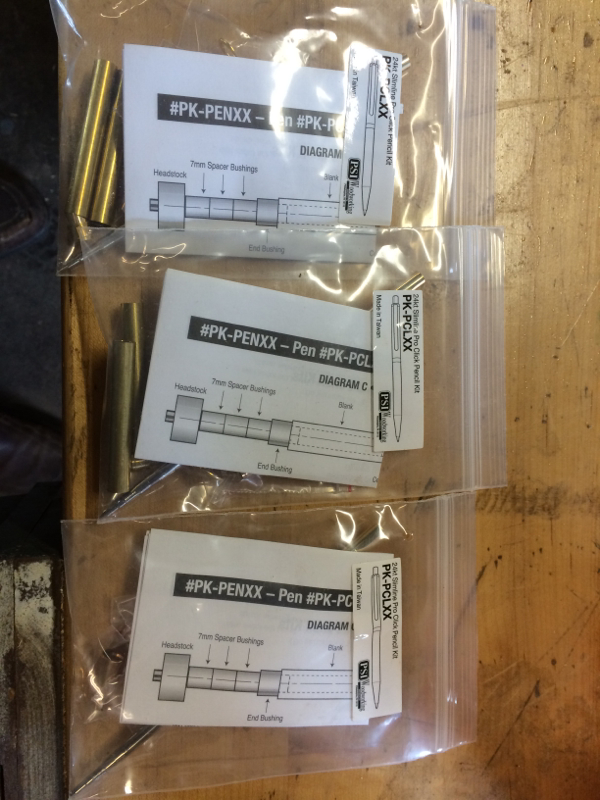 #PK-PENXX – Pen #PK-P
DIAGRAM
7mm Spacer Bushings
Headstock
Blank
End Bushing
24kt Slimline Pro Click Pencil Kit
PK-PCLXX
in Taiwan
PSI Woodworking
#PK-PENXX – Pen #PK-PCL
DIAGRAM C
7mm Spacer Bushings
Headstock
Blank
End Bushing
24kt Slimline Pro Click Pencil Kit
PK-PCLXX
Made in Taiwan
PSI Woodworking
#PK-PENXX – Pen #PK-PC
DIAGRAM
7mm Spacer Bushings
Headstock
Blank
End Bushing
24kt Slimline Pro Click Pencil Kit
PK-PCLXX
Made in Taiwan
PSI Woodworking